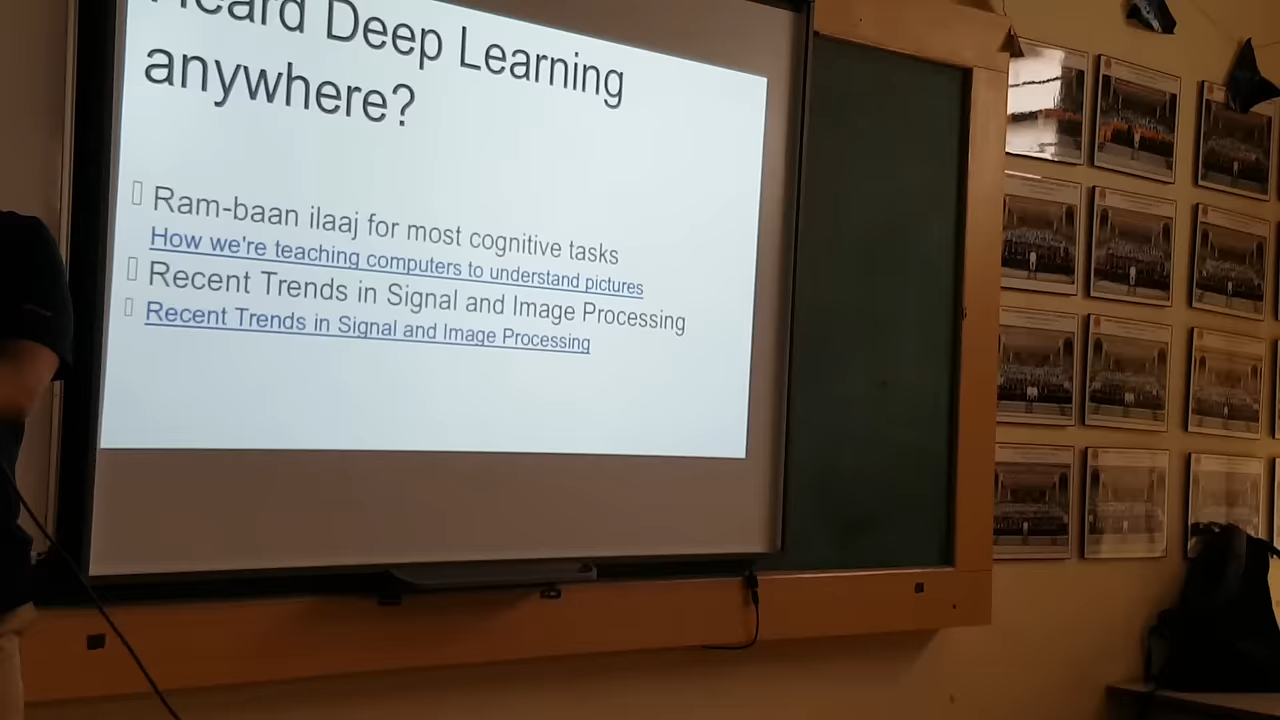 Heard Deep Learning
anywhere?
Ram-baan ilaaj for most cognitive tasks
How we're teaching computers to understand pictures
Recent Trends in Signal and Image Processing
Recent Trends in Signal and Image Processing